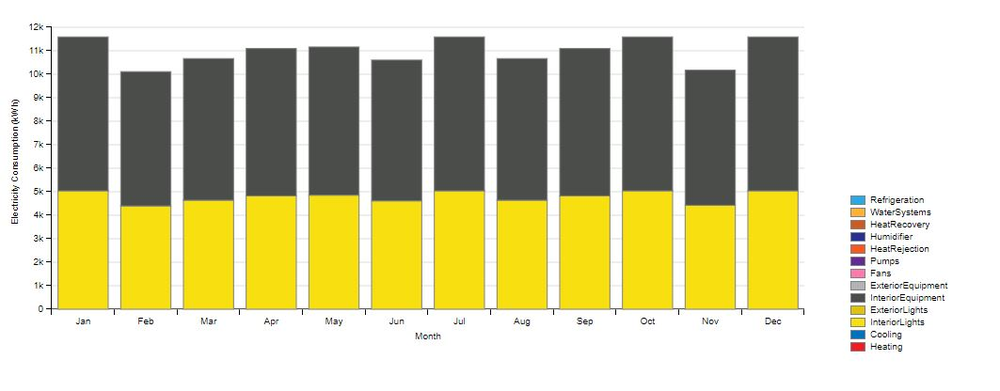 12k
11k
10k
9k
8k
7k
6k
5k
4k
3k
2k
1k
0
Electricity Consumption (kWh)
Jan Feb Mar Apr May Jun Jul Aug Sep Oct Nov Dec
Month
Refrigeration
WaterSystems
HeatRecovery
Humidifier
HeatRejection
Pumps
Fans
ExteriorEquipment
InteriorEquipment
ExteriorLights
InteriorLights
Cooling
Heating